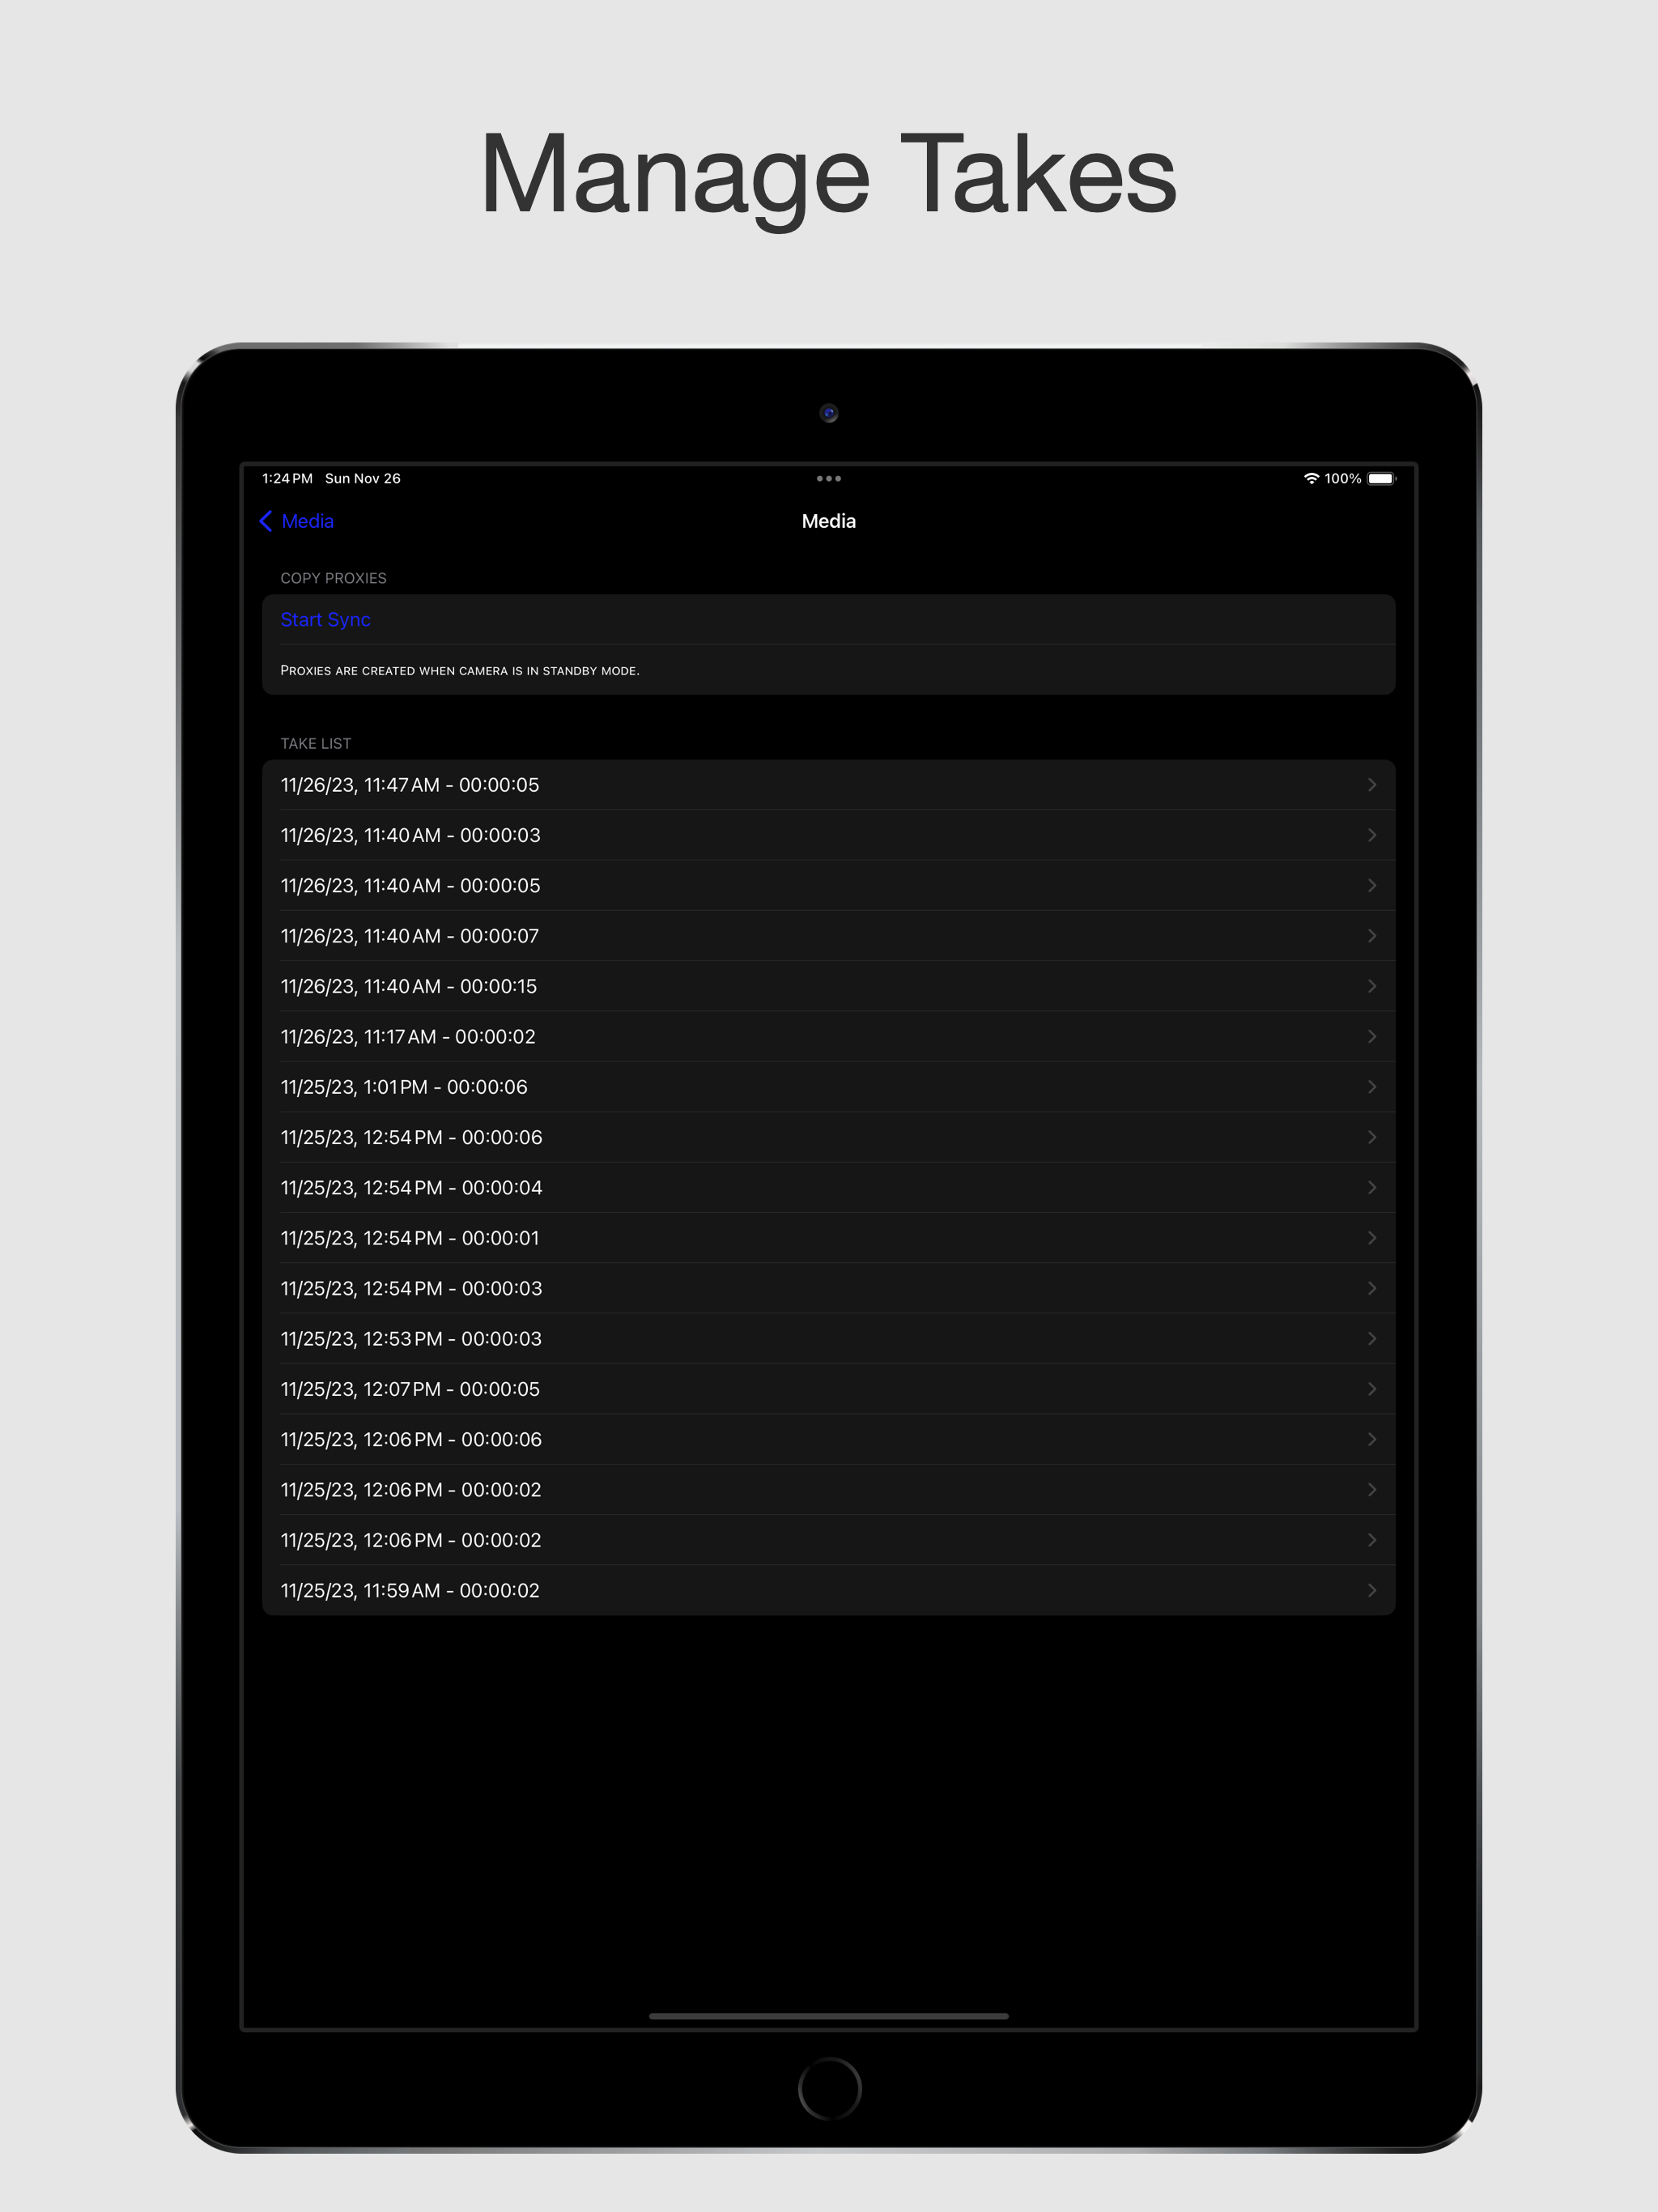 Manage Takes
1:24 PM Sun Nov 26
100%
Media
Media
COPY PROXIES
Start Sync
Proxies are created when camera is in standby mode.
TAKE LIST
11/26/23, 11:47 AM - 00:00:05
11/26/23, 11:40 AM - 00:00:03
11/26/23, 11:40 AM - 00:00:05
11/26/23, 11:40 AM - 00:00:07
11/26/23, 11:40 AM - 00:00:15
11/26/23, 11:17 AM - 00:00:02
11/25/23, 1:01 PM - 00:00:06
11/25/23, 12:54 PM - 00:00:06
11/25/23, 12:54 PM - 00:00:04
11/25/23, 12:54 PM - 00:00:01
11/25/23, 12:54 PM - 00:00:03
11/25/23, 12:53 PM - 00:00:03
11/25/23, 12:07 PM - 00:00:05
11/25/23, 12:06 PM - 00:00:06
11/25/23, 12:06 PM - 00:00:02
11/25/23, 12:06 PM - 00:00:02
11/25/23, 11:59 AM - 00:00:02